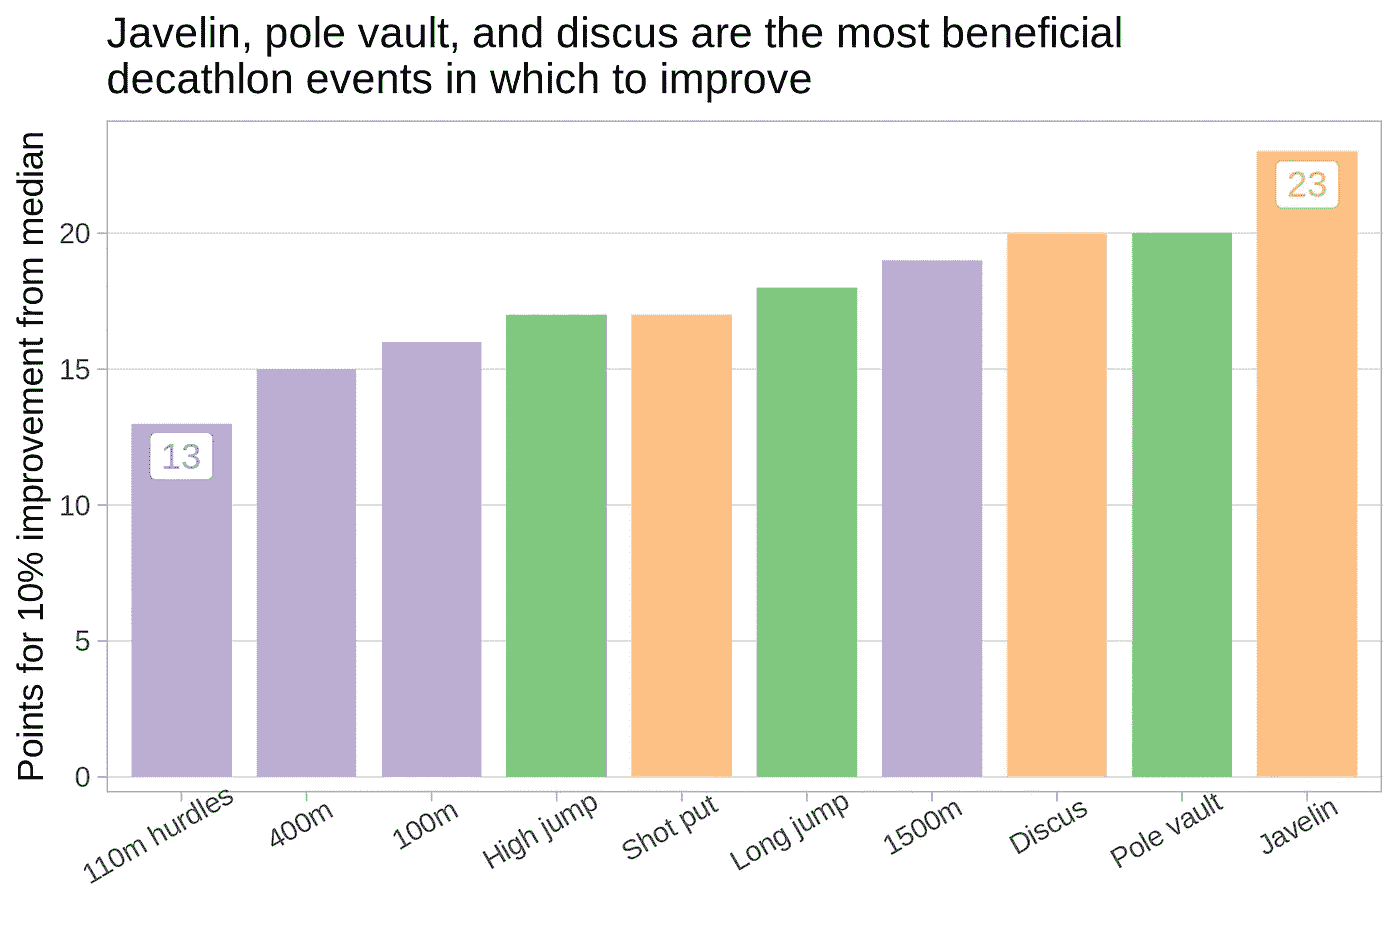 Javelin, pole vault, and discus are the most beneficial
decathlon events in which to improve
Points for 10% improvement from median
20
15
10
5
0
13
23
110m hurdles
400m
100m
High jump
Shot put
Long jump
1500m
Discus
Pole vault
Javelin